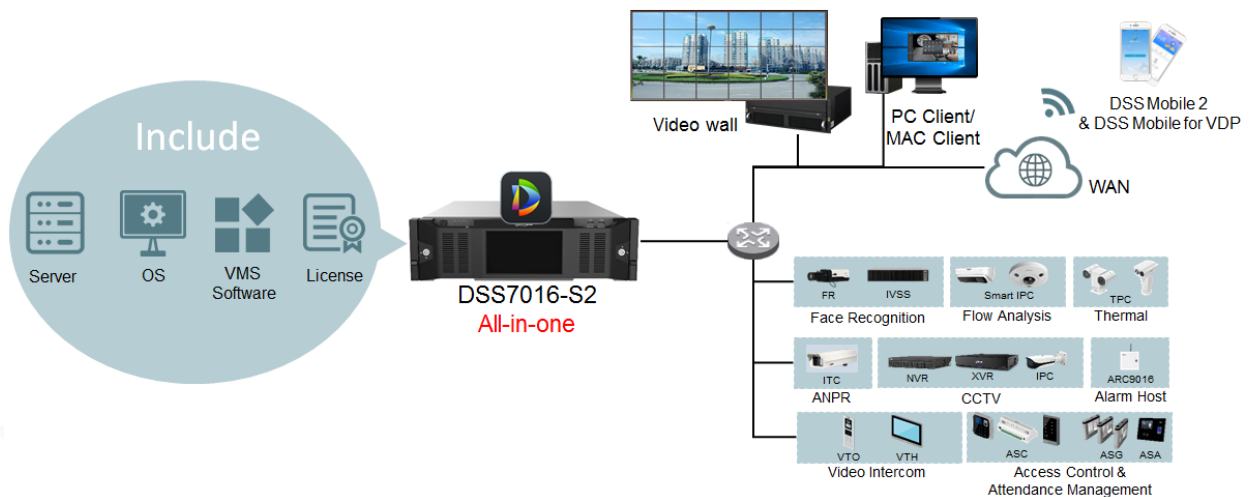 Include
Server
OS
VMS
Software
License
DSS7016-S2
All-in-one
Video wall
PC Client/
MAC Client
DSS Mobile 2
& DSS Mobile for VDP
WAN
FR
IVSS
Face Recognition
Smart IPC
Flow Analysis
TPC
Thermal
ITC
ANPR
NVR
XVR
IPC
CCTV
ARC9016
Alarm Host
VTO
VTH
Video Intercom
ASC
ASG
ASA
Access Control &
Attendance Management